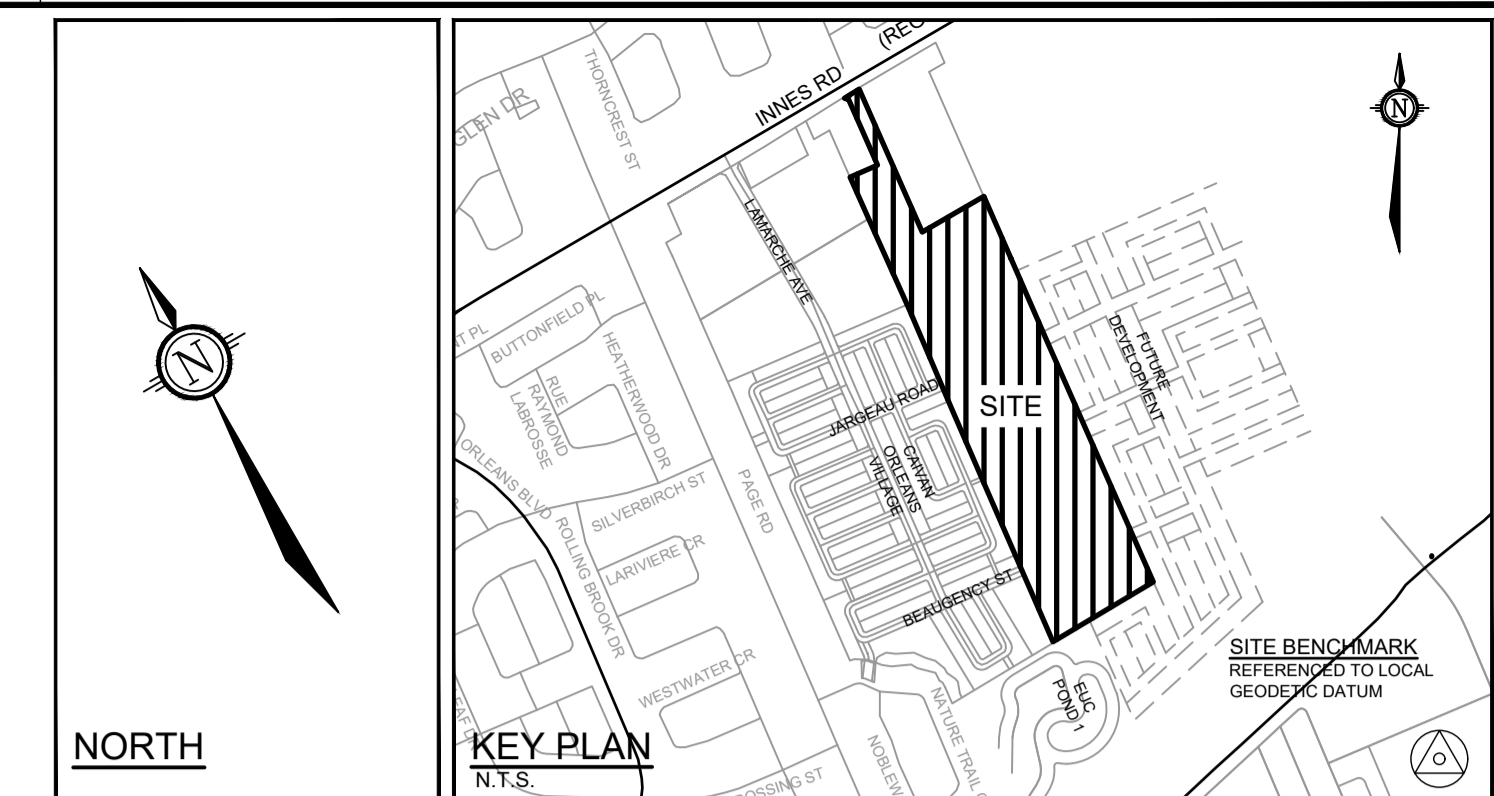 N
NORTH
(REG
INNES RD
N
GLEN DR
THORNCREST ST
LAMARCHE AVE
BUTTONFIELD PL
HEATHERWOOD DR
RUE
RAYMOND
LABROSSE
ORLEANS BLVD
SILVERBIRCH ST
PAGE RD
ROLLING BROOK DR
LARIVIERE CR
WESTWATER CR
JARGEAU ROAD
CAIVAN
ORLEANS
VILLAGE
BEAUGENCY ST
SITE
FUTURE
DEVELOPMENT
EUC
POND 1
NATURE TRAIL
NOBLEW
OSSING ST
SITE BENCHMARK
REFERENCED TO LOCAL
GEODETIC DATUM
KEY PLAN
N.T.S.